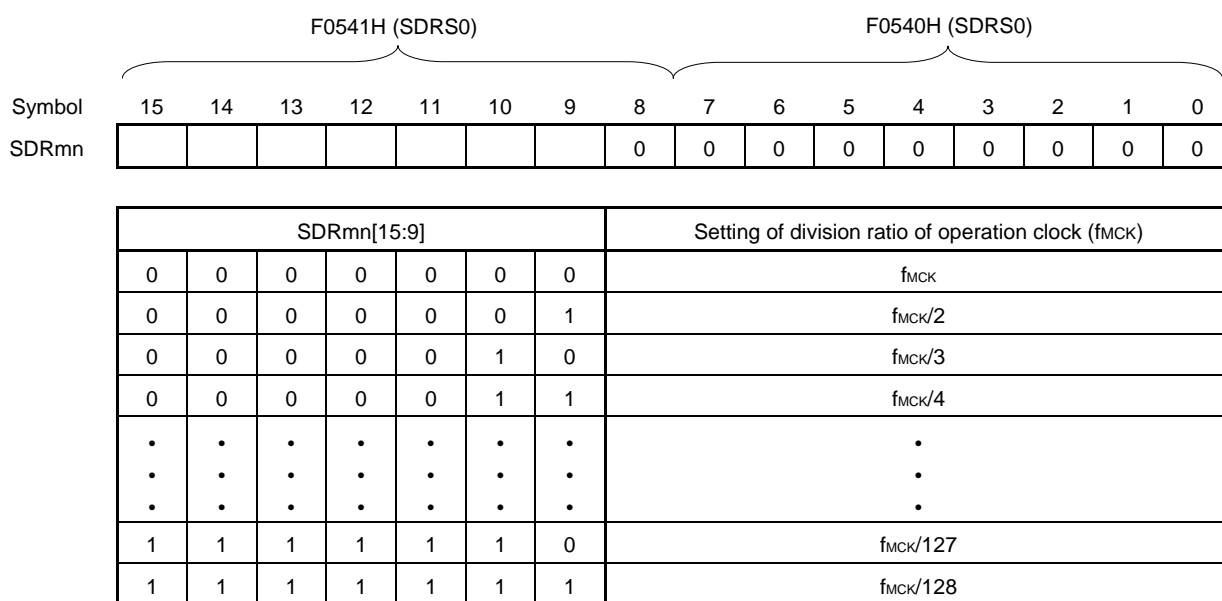 F0541H (SDRS0) F0540H (SDRS0)
Symbol 15 14 13 12 11 10 9 8 7 6 5 4 3 2 1 0
SDRmn 0 0 0 0 0 0 0 0 0
SDRmn[15:9] Setting of division ratio of operation clock (fMCK)
0 0 0 0 0 0 0 fMCK
0 0 0 0 0 0 1 fMCK/2
0 0 0 0 0 1 0 fMCK/3
0 0 0 0 0 1 1 fMCK/4
• • • • • • • •
• • • • • • • •
• • • • • • • •
1 1 1 1 1 1 0 fMCK/127
1 1 1 1 1 1 1 fMCK/128